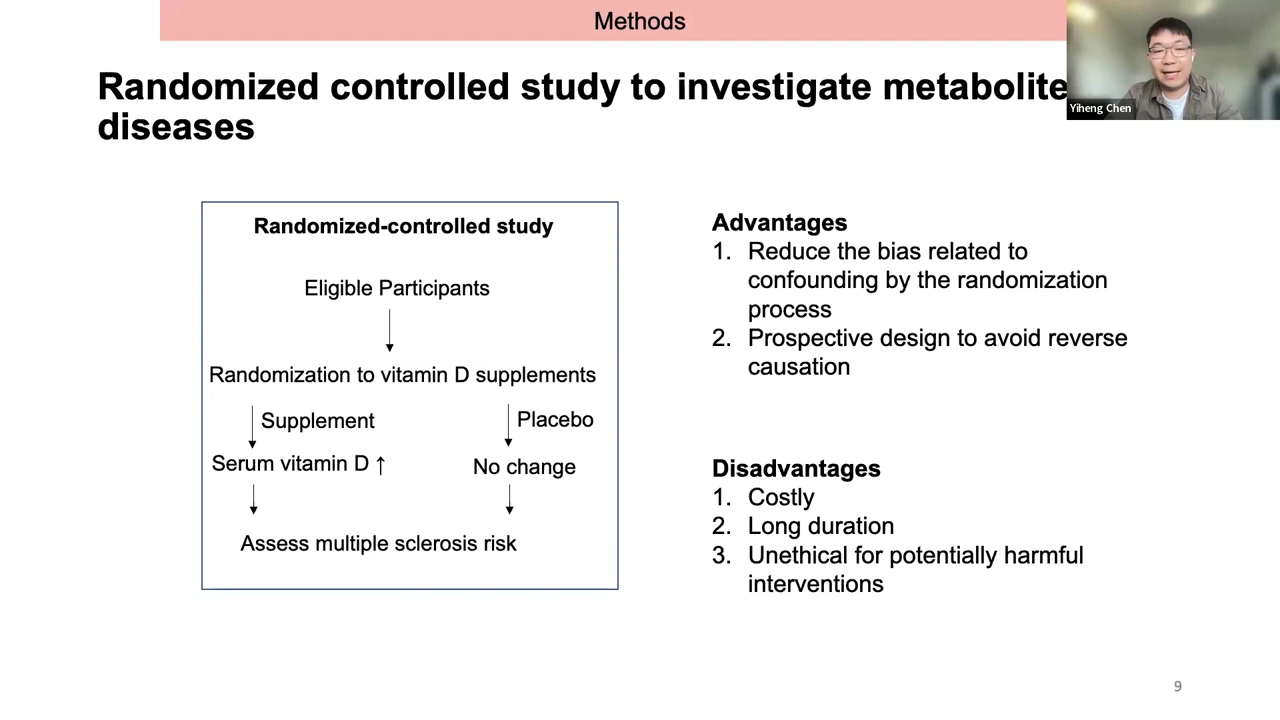 Methods
Randomized controlled study to investigate metabolite
diseases
Yiheng Chen
Randomized-controlled study
Eligible Participants
Randomization to vitamin D supplements
Supplement
Placebo
Serum vitamin D ↑
No change
Assess multiple sclerosis risk
Advantages
1. Reduce the bias related to
confounding by the randomization
process
2. Prospective design to avoid reverse
causation
Disadvantages
1. Costly
2. Long duration
3. Unethical for potentially harmful
interventions
9